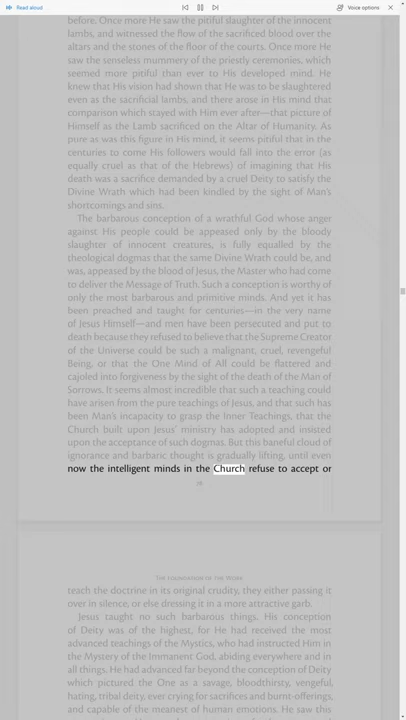 Read aloud
Voice options
before. Once more He saw the pitiful slaughter of the innocent
lambs, and witnessed the flow of the sacrificed blood over the
altars and the stones of the floor of the courts. Once more He
saw the senseless mummery of the priestly ceremonies, which
seemed more pitiful than ever to His developed mind. He
knew that His vision had shown that He was to be slaughtered
even as the sacrificial lambs, and there arose in His mind that
comparison which stayed with Him ever after—that picture of
Himself as the Lamb sacrificed on the Altar of Humanity. As
pure as was this figure in His mind, it seems pitiful that in the
centuries to come His followers would fall into the error (as
equally cruel as that of the Hebrews) of imagining that His
death was a sacrifice demanded by a cruel Deity to satisfy the
Divine Wrath which had been kindled by the sight of Man's
shortcomings and sins.
The barbarous conception of a wrathful God whose anger
against His people could be appeased only by the bloody
slaughter of innocent creatures, is fully equalled by the
theological dogmas that the same Divine Wrath could be, and
was, appeased by the blood of Jesus, the Master who had come
to deliver the Message of Truth. Such a conception is worthy of
only the most barbarous and primitive minds. And yet it has
been preached and taught for centuries—in the very name
of Jesus Himself—and men have been persecuted and put to
death because they refused to believe that the Supreme Creator
of the Universe could be such a malignant, cruel, revengeful
Being, or that the One Mind of All could be flattered and
cajoled into forgiveness by the sight of the death of the Man of
Sorrows. It seems almost incredible that such a teaching could
have arisen from the pure teachings of Jesus, and that such has
been Man's incapacity to grasp the Inner Teachings, that the
Church built upon Jesus' ministry has adopted and insisted
upon the acceptance of such dogmas. But this baneful cloud of
ignorance and barbaric thought is gradually lifting, until even
now the intelligent minds in the Church refuse to accept or
The Foundation of the Work
teach the doctrine in its original crudity, they either passing it
over in silence, or else dressing it in a more attractive garb.
Jesus taught no such barbarous things. His conception
of Deity was of the highest, for He had received the most
advanced teachings of the Mystics, who had instructed Him in
the Mystery of the Immanent God, abiding everywhere and in
all things. He had advanced far beyond the conception of Deity
which pictured the One as a savage, bloodthirsty, vengeful,
hating, tribal deity, ever crying for sacrifices and burnt-offerings,
and capable of the meanest of human emotions. He saw this